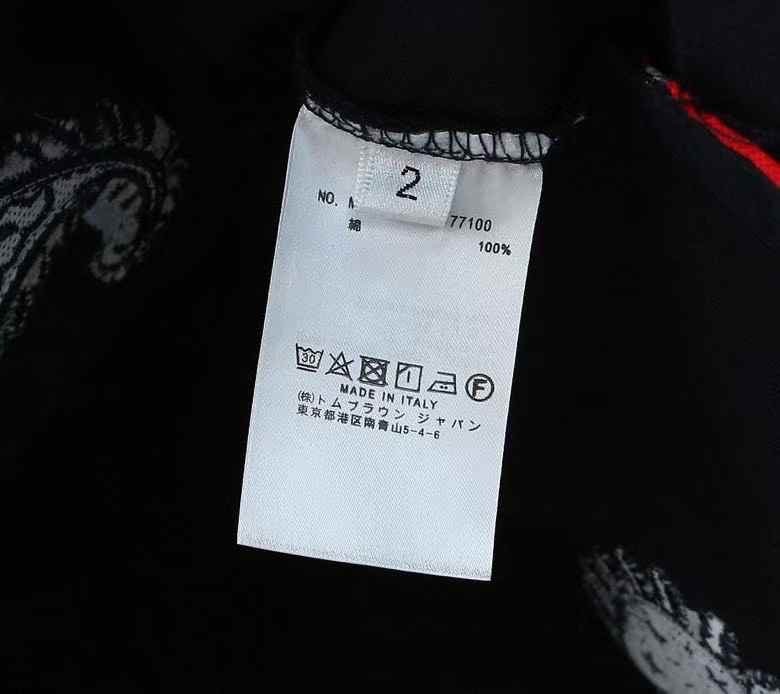 2
NO. 77100
綿
100%
30
F
MADE IN ITALY
(株)トム ブラウン ジャパン
東京都港区南青山5-4-6